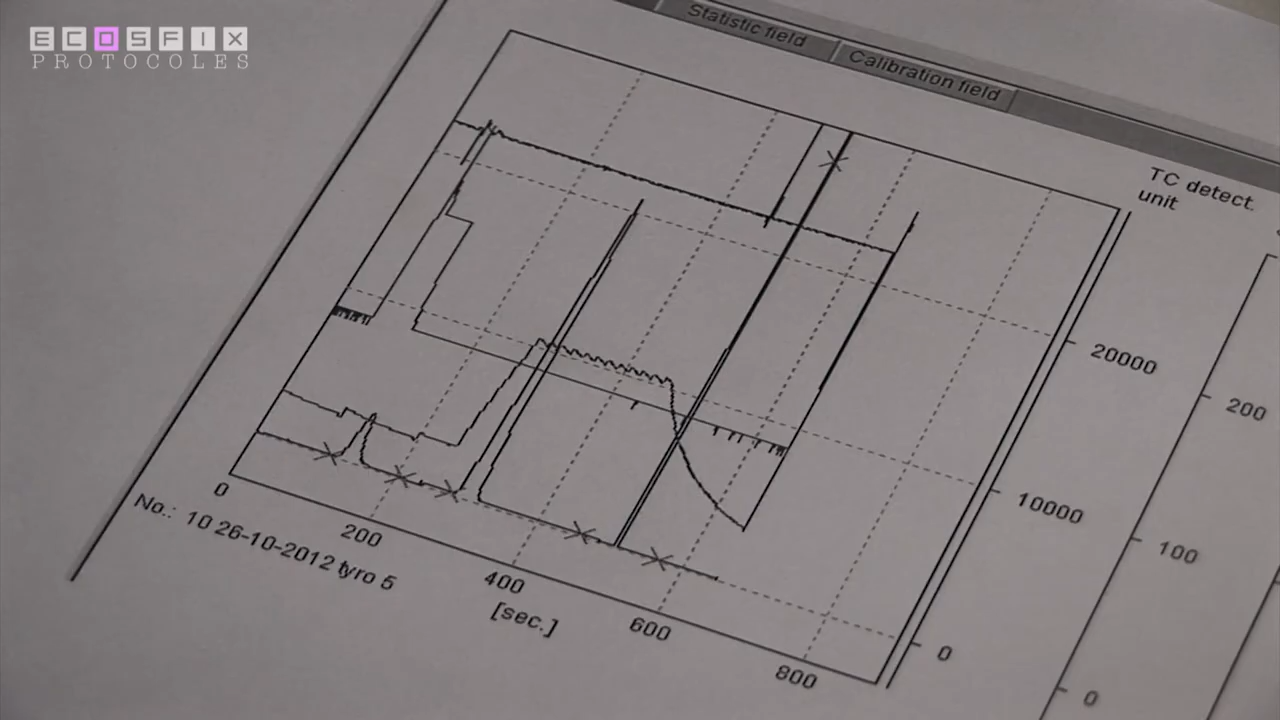 ECOSFIX
PROTOCOLES
Statistic field
Calibration field
TC detect.
unit
20000
200
10000
100
0
0
0
200
400
600
800
[sec.]
No.: 10 26-10-2012 tyro 5